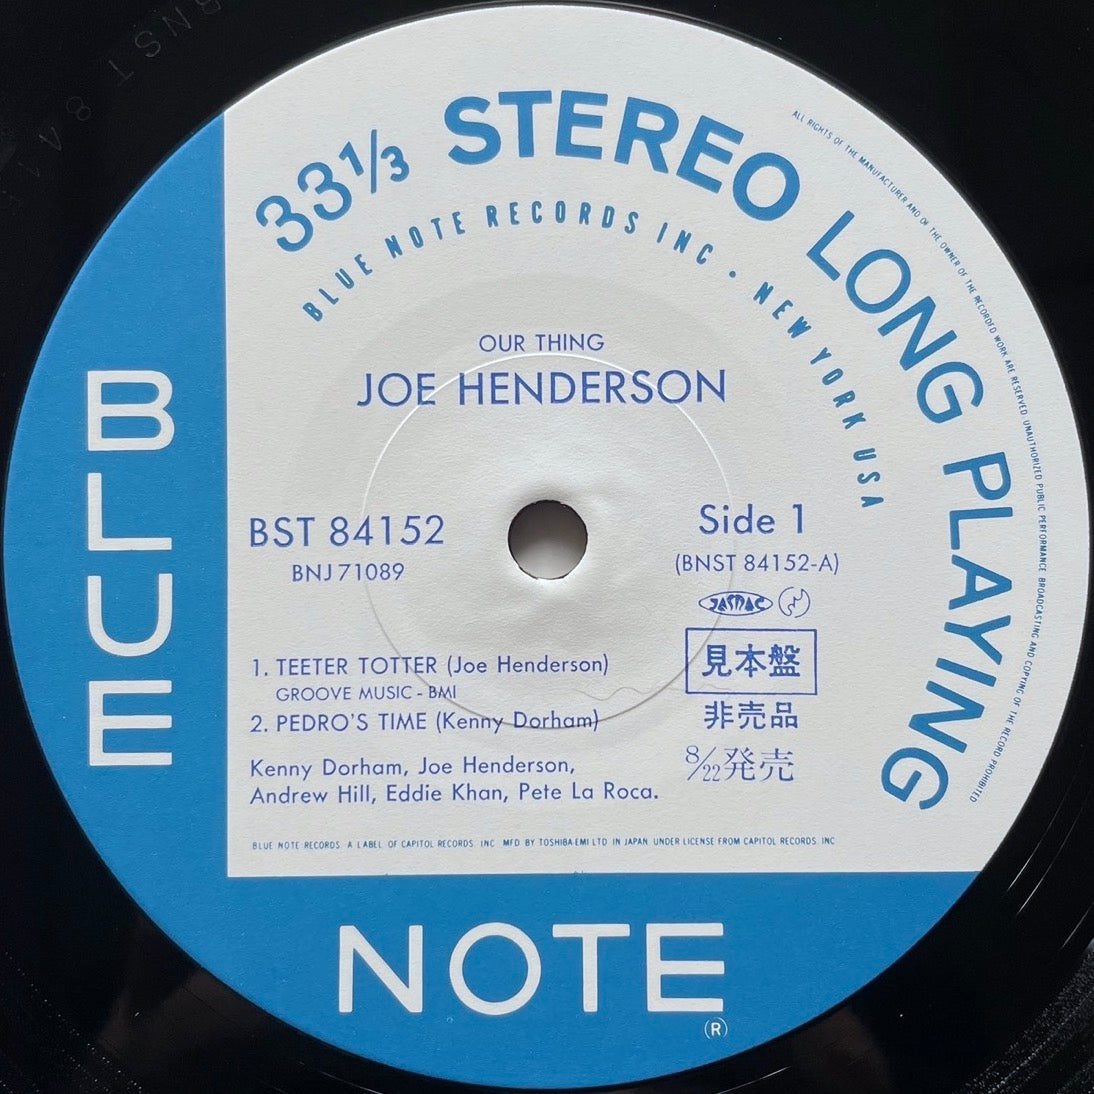 33⅓ STEREO LONG PLAYING
BLUE NOTE RECORDS INC · NEW YORK USA
ALL RIGHTS OF THE MANUFACTURER AND OF THE OWNER OF THE RECORDED WORK ARE RESERVED. UNAUTHORIZED PUBLIC PERFORMANCE BROADCASTING AND COPYING OF THE RECORD PROHIBITED
OUR THING
JOE HENDERSON
BST 84152
BNJ 71089
Side 1
(BNST 84152-A)
JASRAC
1. TEETER TOTTER (Joe Henderson)
GROOVE MUSIC - BMI
2. PEDRO'S TIME (Kenny Dorham)
見本盤
非売品
8/22発売
Kenny Dorham, Joe Henderson,
Andrew Hill, Eddie Khan, Pete La Roca.
BLUE NOTE RECORDS. A LABEL OF CAPITOL RECORDS. INC MFD BY TOSHIBA-EMI LTD IN JAPAN UNDER LICENSE FROM CAPITOL RECORDS. INC
BLUE
NOTE
®